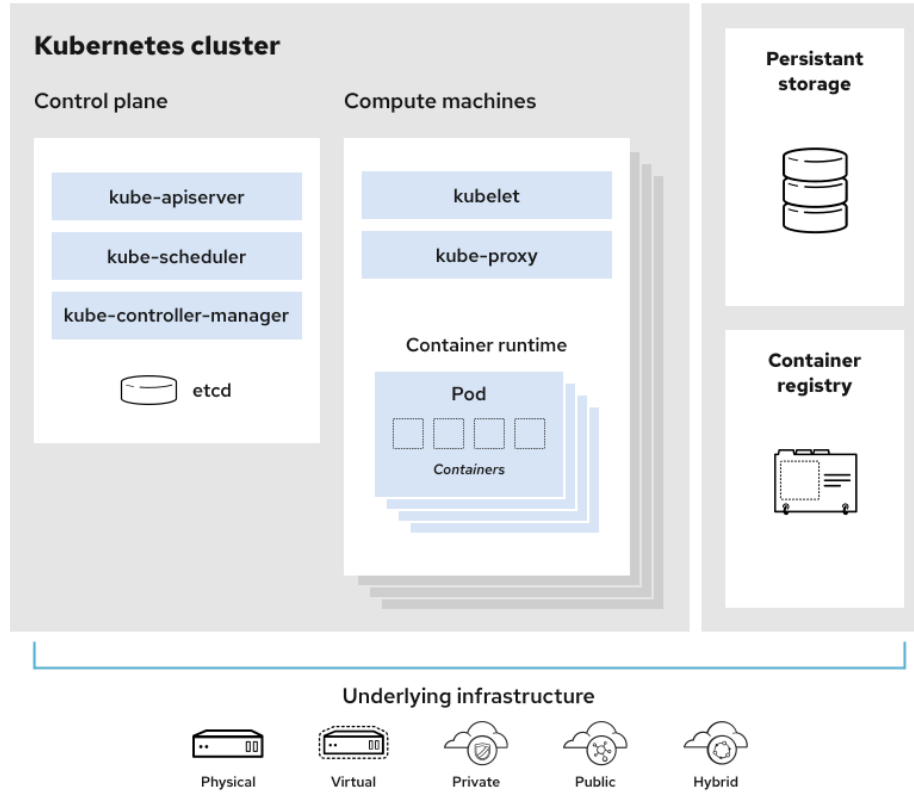 Kubernetes cluster
Control plane
kube-apiserver
kube-scheduler
kube-controller-manager
etcd
Compute machines
kubelet
kube-proxy
Container runtime
Pod
Containers
Persistant
storage
Container
registry
Underlying infrastructure
Physical
Virtual
Private
Public
Hybrid